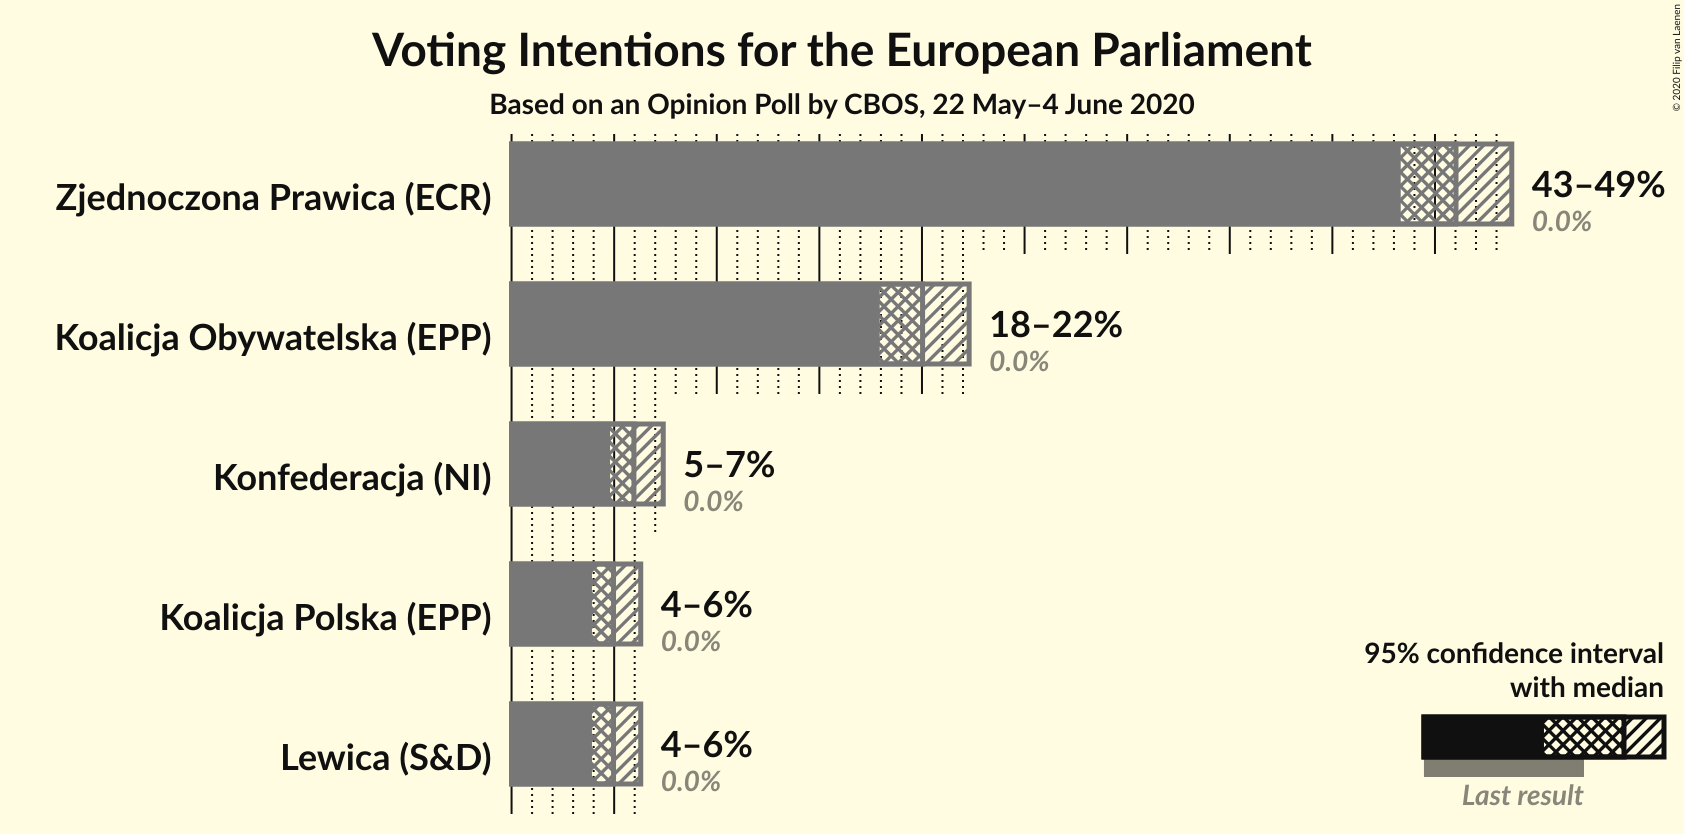 Voting Intentions for the European Parliament
Based on an Opinion Poll by CBOS, 22 May–4 June 2020
© 2020 Filip van Laenen
Zjednoczona Prawica (ECR)
43–49%
0.0%
Koalicja Obywatelska (EPP)
18–22%
0.0%
Konfederacja (NI)
5–7%
0.0%
Koalicja Polska (EPP)
4–6%
0.0%
Lewica (S&D)
4–6%
0.0%
95% confidence interval
with median
Last result